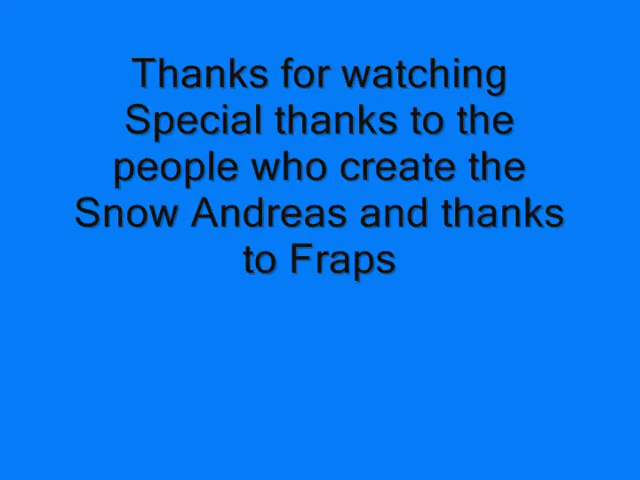 Thanks for watching
Special thanks to the
people who create the
Snow Andreas and thanks
to Fraps